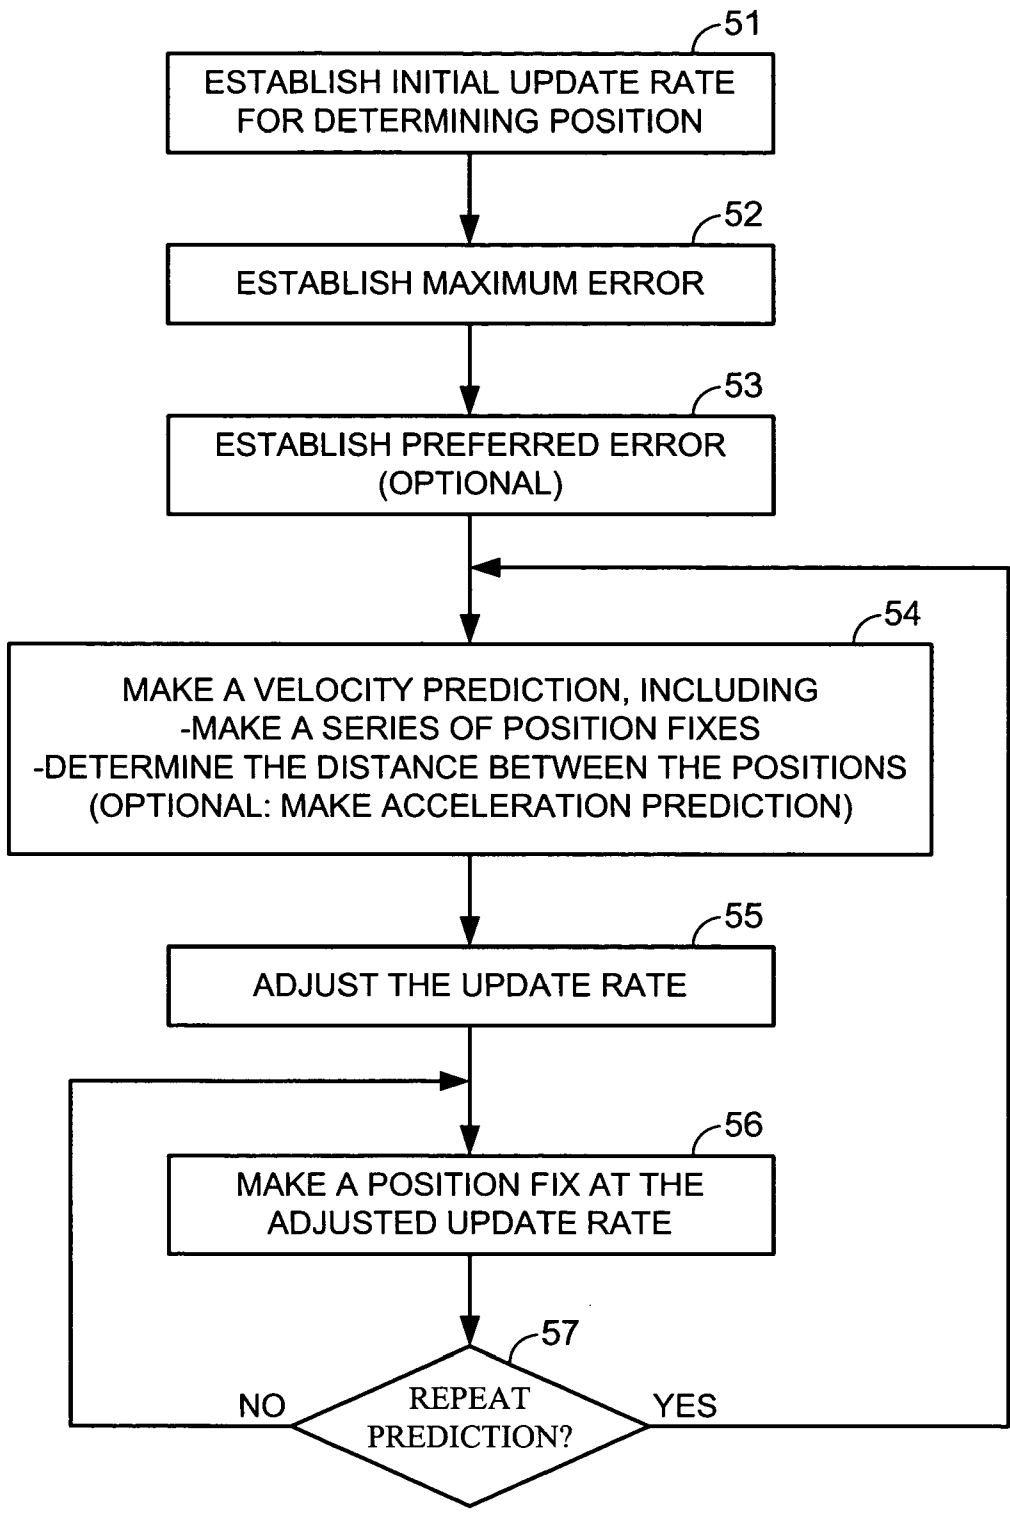 51
ESTABLISH INITIAL UPDATE RATE
FOR DETERMINING POSITION
52
ESTABLISH MAXIMUM ERROR
53
ESTABLISH PREFERRED ERROR
(OPTIONAL)
54
MAKE A VELOCITY PREDICTION, INCLUDING
-MAKE A SERIES OF POSITION FIXES
-DETERMINE THE DISTANCE BETWEEN THE POSITIONS
(OPTIONAL: MAKE ACCELERATION PREDICTION)
55
ADJUST THE UPDATE RATE
56
MAKE A POSITION FIX AT THE
ADJUSTED UPDATE RATE
57
NO
REPEAT
PREDICTION?
YES